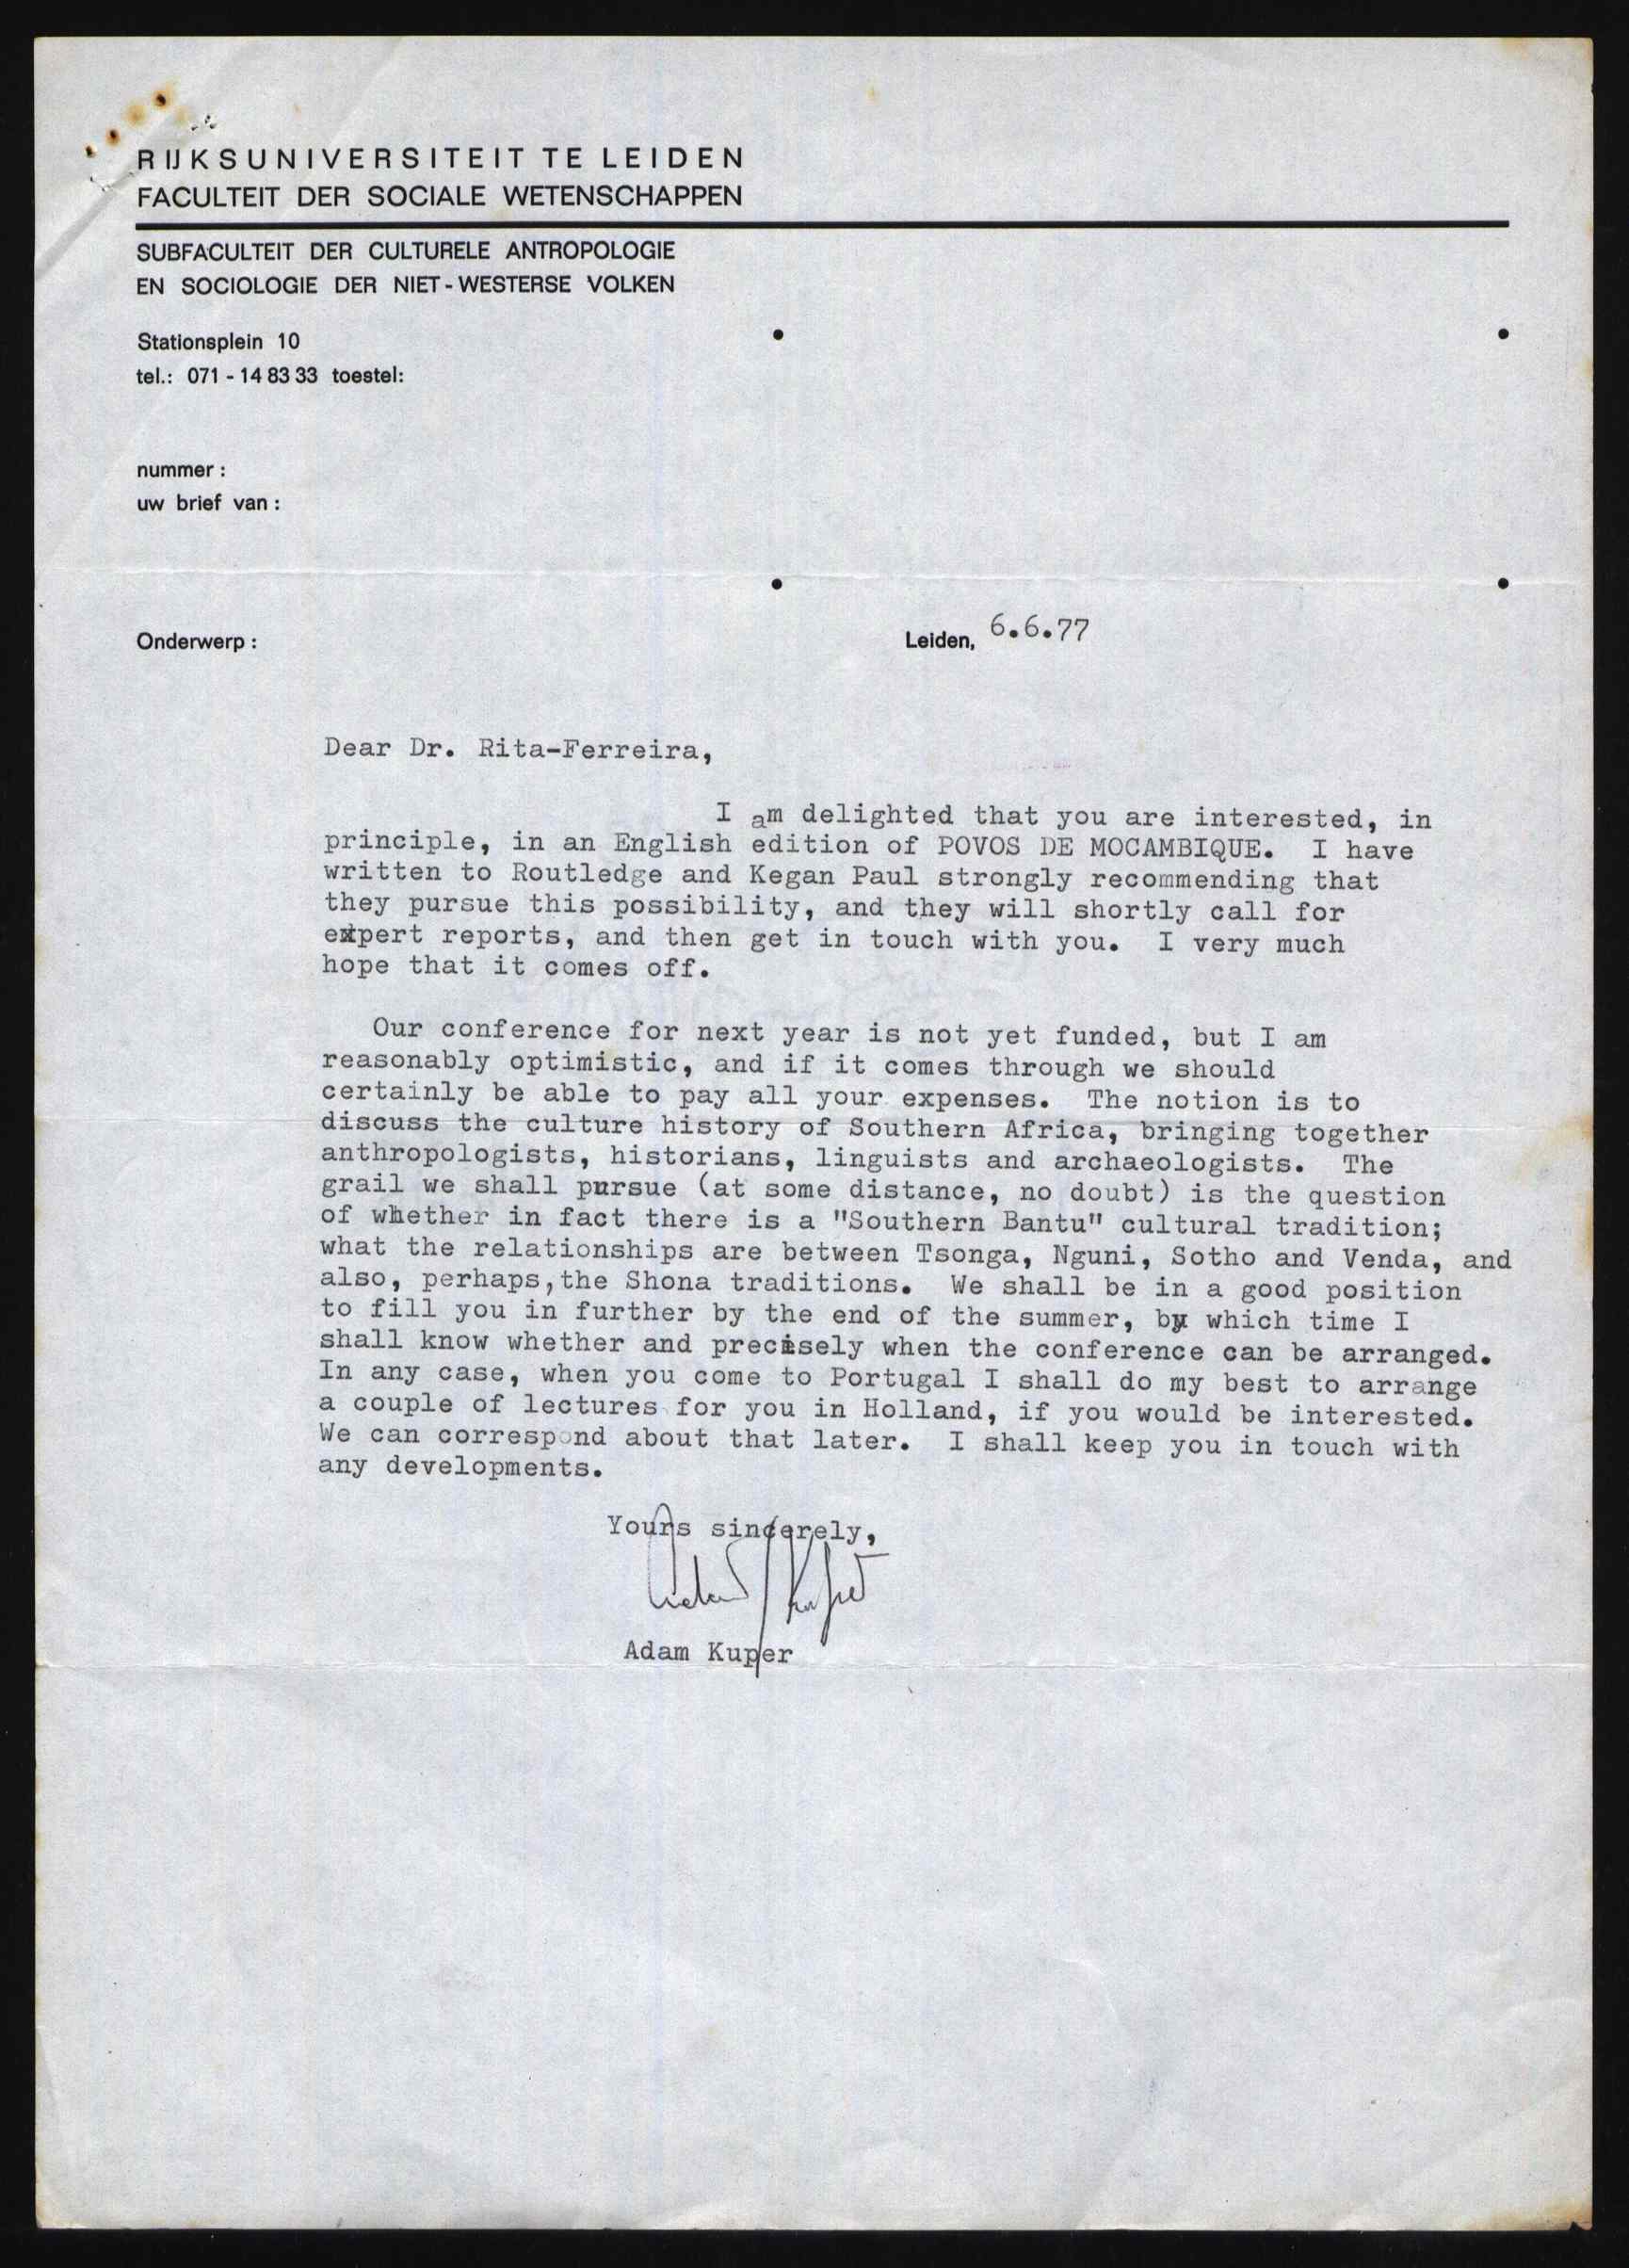 RIJKSUNIVERSITEIT TE LEIDEN
FACULTEIT DER SOCIALE WETENSCHAPPEN
SUBFACULTEIT DER CULTURELE ANTROPOLOGIE
EN SOCIOLOGIE DER NIET-WESTERSE VOLKEN
Stationsplein 10
tel.: 071 - 14 83 33 toestel:
nummer :
uw brief van :
Onderwerp :
Leiden, 6.6.77
Dear Dr. Rita-Ferreira,
I am delighted that you are interested, in
principle, in an English edition of POVOS DE MOCAMBIQUE. I have
written to Routledge and Kegan Paul strongly recommending that
they pursue this possibility, and they will shortly call for
expert reports, and then get in touch with you. I very much
hope that it comes off.
Our conference for next year is not yet funded, but I am
reasonably optimistic, and if it comes through we should
certainly be able to pay all your expenses. The notion is to
discuss the culture history of Southern Africa, bringing together
anthropologists, historians, linguists and archaeologists. The
grail we shall pursue (at some distance, no doubt) is the question
of whether in fact there is a "Southern Bantu" cultural tradition;
what the relationships are between Tsonga, Nguni, Sotho and Venda, and
also, perhaps,the Shona traditions. We shall be in a good position
to fill you in further by the end of the summer, by which time I
shall know whether and precisely when the conference can be arranged.
In any case, when you come to Portugal I shall do my best to arrange
a couple of lectures for you in Holland, if you would be interested.
We can correspond about that later. I shall keep you in touch with
any developments.
Yours sincerely,
Adam Kuper
Adam Kuper